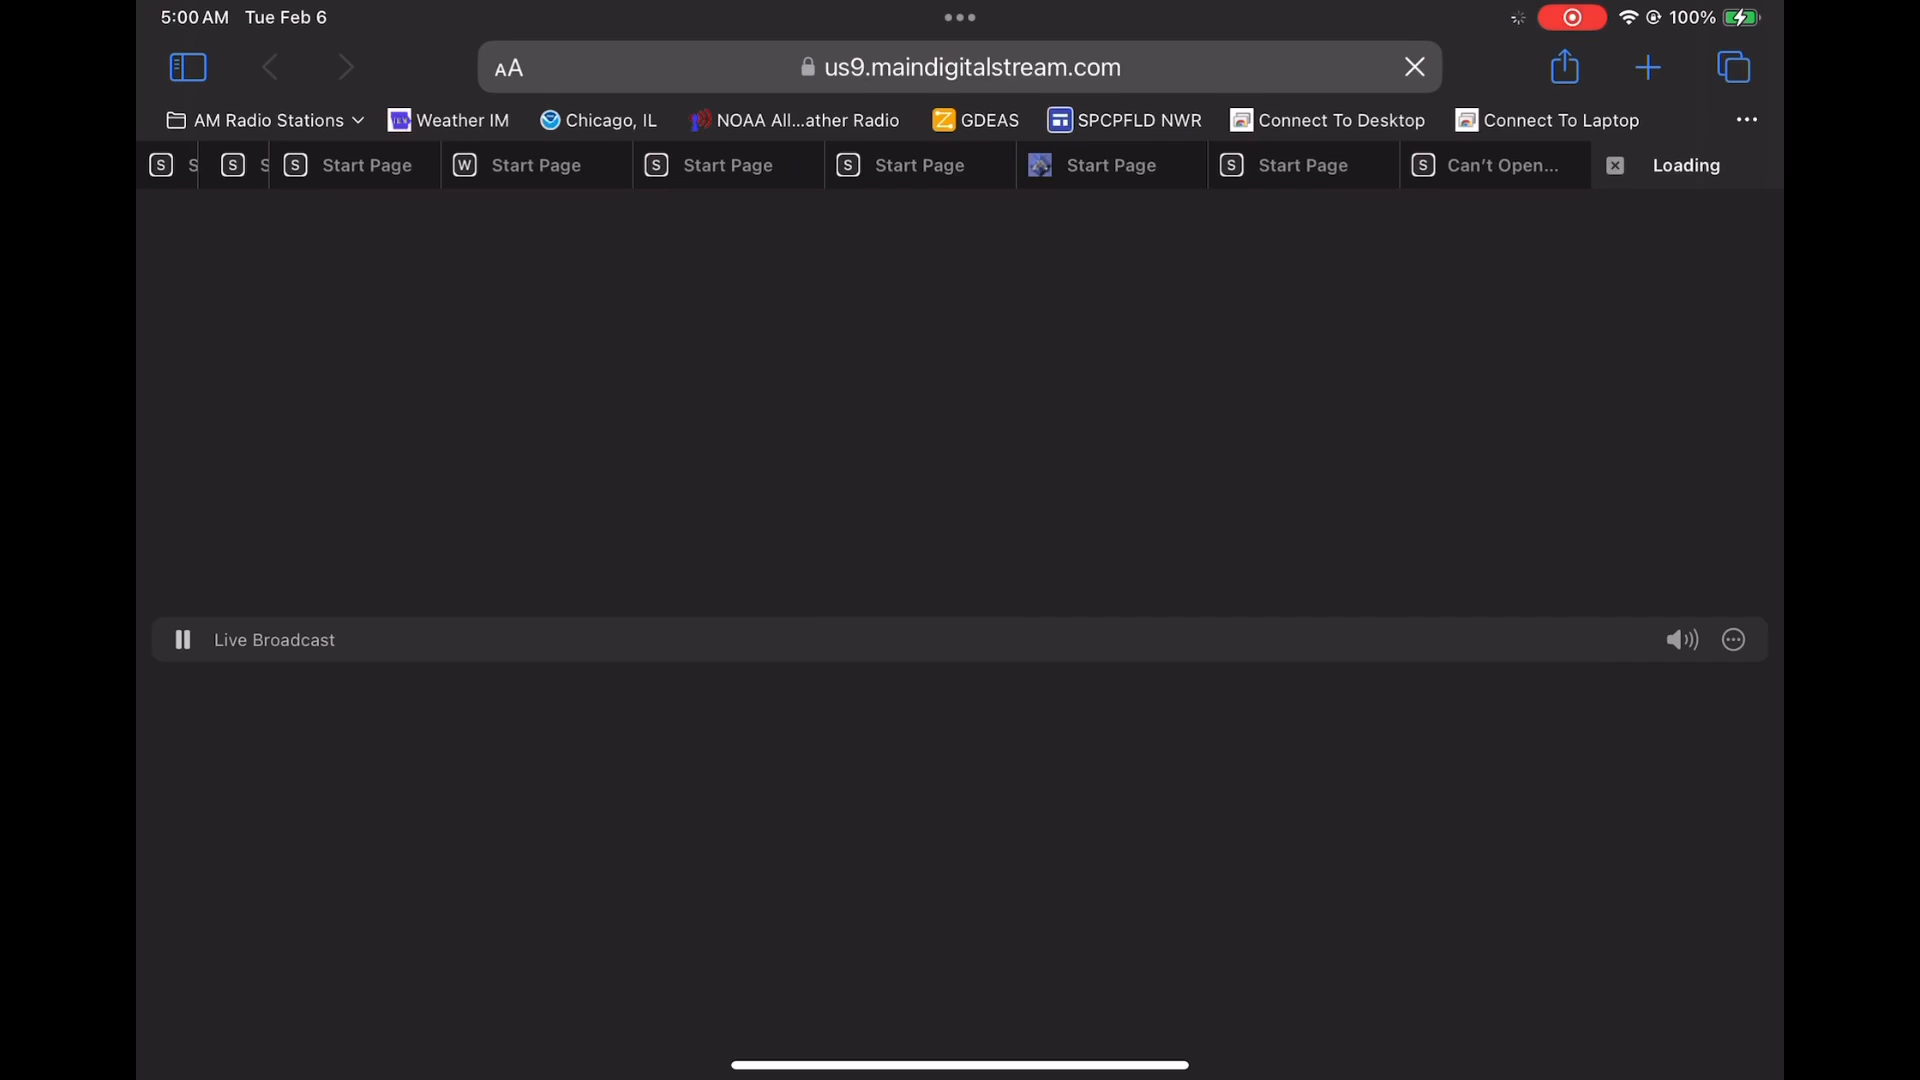 5:00 AM Tue Feb 6
100%
AA us9.maindigitalstream.com
AM Radio Stations Weather IM Chicago, IL NOAA All...ather Radio GDEAS SPCPFLD NWR Connect To Desktop Connect To Laptop
S S S S S Start Page W Start Page S Start Page S Start Page Start Page S Start Page S Can't Open... Loading
Live Broadcast